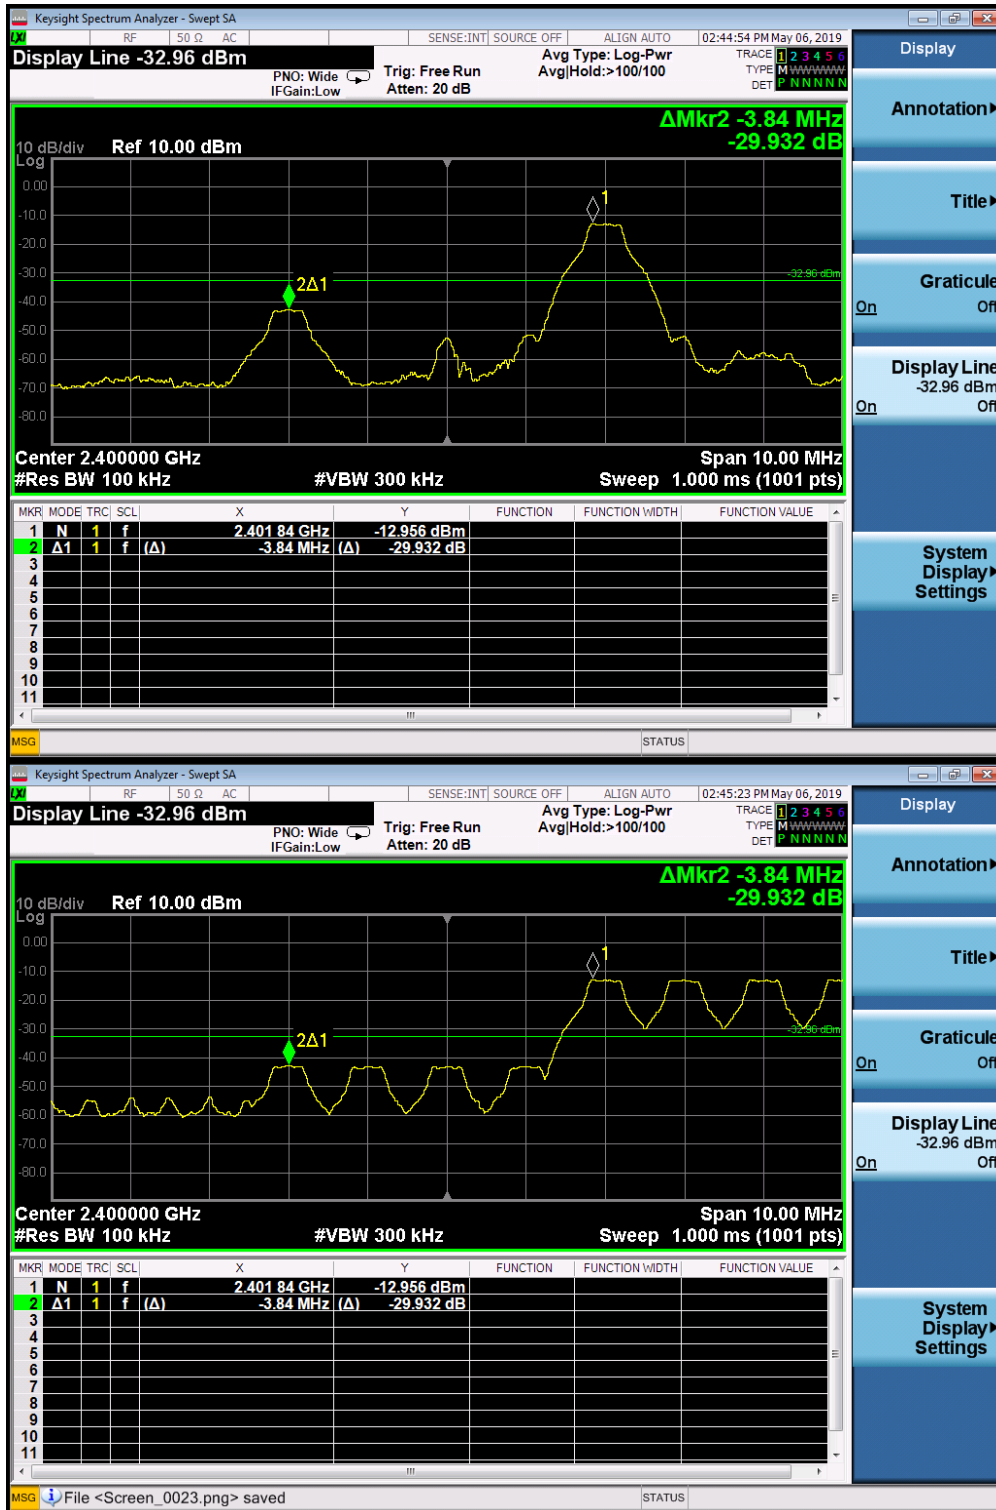 Keysight Spectrum Analyzer - Swept SA
LXI RF 50 Ω AC SENSE:INT SOURCE OFF ALIGN AUTO 02:44:54 PM May 06, 2019
Display Line -32.96 dBm Avg Type: Log-Pwr TRACE 1 2 3 4 5 6
PNO: Wide Trig: Free Run Avg|Hold:>100/100 TYPE M WWWWW
IFGain:Low Atten: 20 dB DET P N N N N N
ΔMkr2 -3.84 MHz
-29.932 dB
10 dB/div Ref 10.00 dBm
Log
0.00
1
-10.0
-20.0
-30.0
-32.96 dBm
2Δ1
-40.0
-50.0
-60.0
-70.0
-80.0
Center 2.400000 GHz Span 10.00 MHz
#Res BW 100 kHz #VBW 300 kHz Sweep 1.000 ms (1001 pts)
MKR MODE TRC SCL X Y FUNCTION FUNCTION WIDTH FUNCTION VALUE
1 N 1 f 2.401 84 GHz -12.956 dBm
2 Δ1 1 f (Δ) -3.84 MHz (Δ) -29.932 dB
3
4
5
6
7
8
9
10
11
MSG STATUS
Display
Annotation
Title
Graticule
On Off
Display Line
-32.96 dBm
On Off
System
Display
Settings
Keysight Spectrum Analyzer - Swept SA
LXI RF 50 Ω AC SENSE:INT SOURCE OFF ALIGN AUTO 02:45:23 PM May 06, 2019
Display Line -32.96 dBm Avg Type: Log-Pwr TRACE 1 2 3 4 5 6
PNO: Wide Trig: Free Run Avg|Hold:>100/100 TYPE M WWWWW
IFGain:Low Atten: 20 dB DET P N N N N N
ΔMkr2 -3.84 MHz
-29.932 dB
10 dB/div Ref 10.00 dBm
Log
0.00
1
-10.0
-20.0
-30.0
-32.96 dBm
2Δ1
-40.0
-50.0
-60.0
-70.0
-80.0
Center 2.400000 GHz Span 10.00 MHz
#Res BW 100 kHz #VBW 300 kHz Sweep 1.000 ms (1001 pts)
MKR MODE TRC SCL X Y FUNCTION FUNCTION WIDTH FUNCTION VALUE
1 N 1 f 2.401 84 GHz -12.956 dBm
2 Δ1 1 f (Δ) -3.84 MHz (Δ) -29.932 dB
3
4
5
6
7
8
9
10
11
MSG File <Screen_0023.png> saved STATUS
Display
Annotation
Title
Graticule
On Off
Display Line
-32.96 dBm
On Off
System
Display
Settings